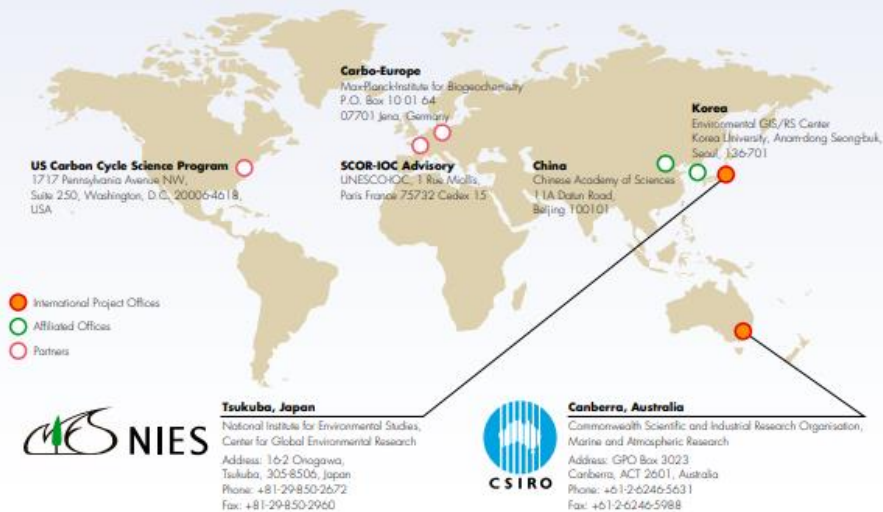 Carbo-Europe
Max-Planck-Institute for Biogeochemistry
P.O. Box 10 01 64
07701 Jena, Germany
Korea
Environmental GIS/RS Center
Korea University, Anam-dong Seong-buk,
Seoul, 136-701
US Carbon Cycle Science Program
1717 Pennsylvania Avenue NW,
Suite 250, Washington, D.C. 20006-4618,
USA
SCOR-IOC Advisory
UNESCO-IOC, 1 Rue Miollis,
Paris France 75732 Cedex 15
China
Chinese Academy of Sciences
11A Datun Road,
Beijing 100101
International Project Offices
Affiliated Offices
Partners
NIES
Tsukuba, Japan
National Institute for Environmental Studies,
Center for Global Environmental Research
Address: 16-2 Onogawa,
Tsukuba, 305-8506, Japan
Phone: +81-29-850-2672
Fax: +81-29-850-2960
CSIRO
Canberra, Australia
Commonwealth Scientific and Industrial Research Organisation,
Marine and Atmospheric Research
Address: GPO Box 3023
Canberra, ACT 2601, Australia
Phone: +61-2-6246-5631
Fax: +61-2-6246-5988